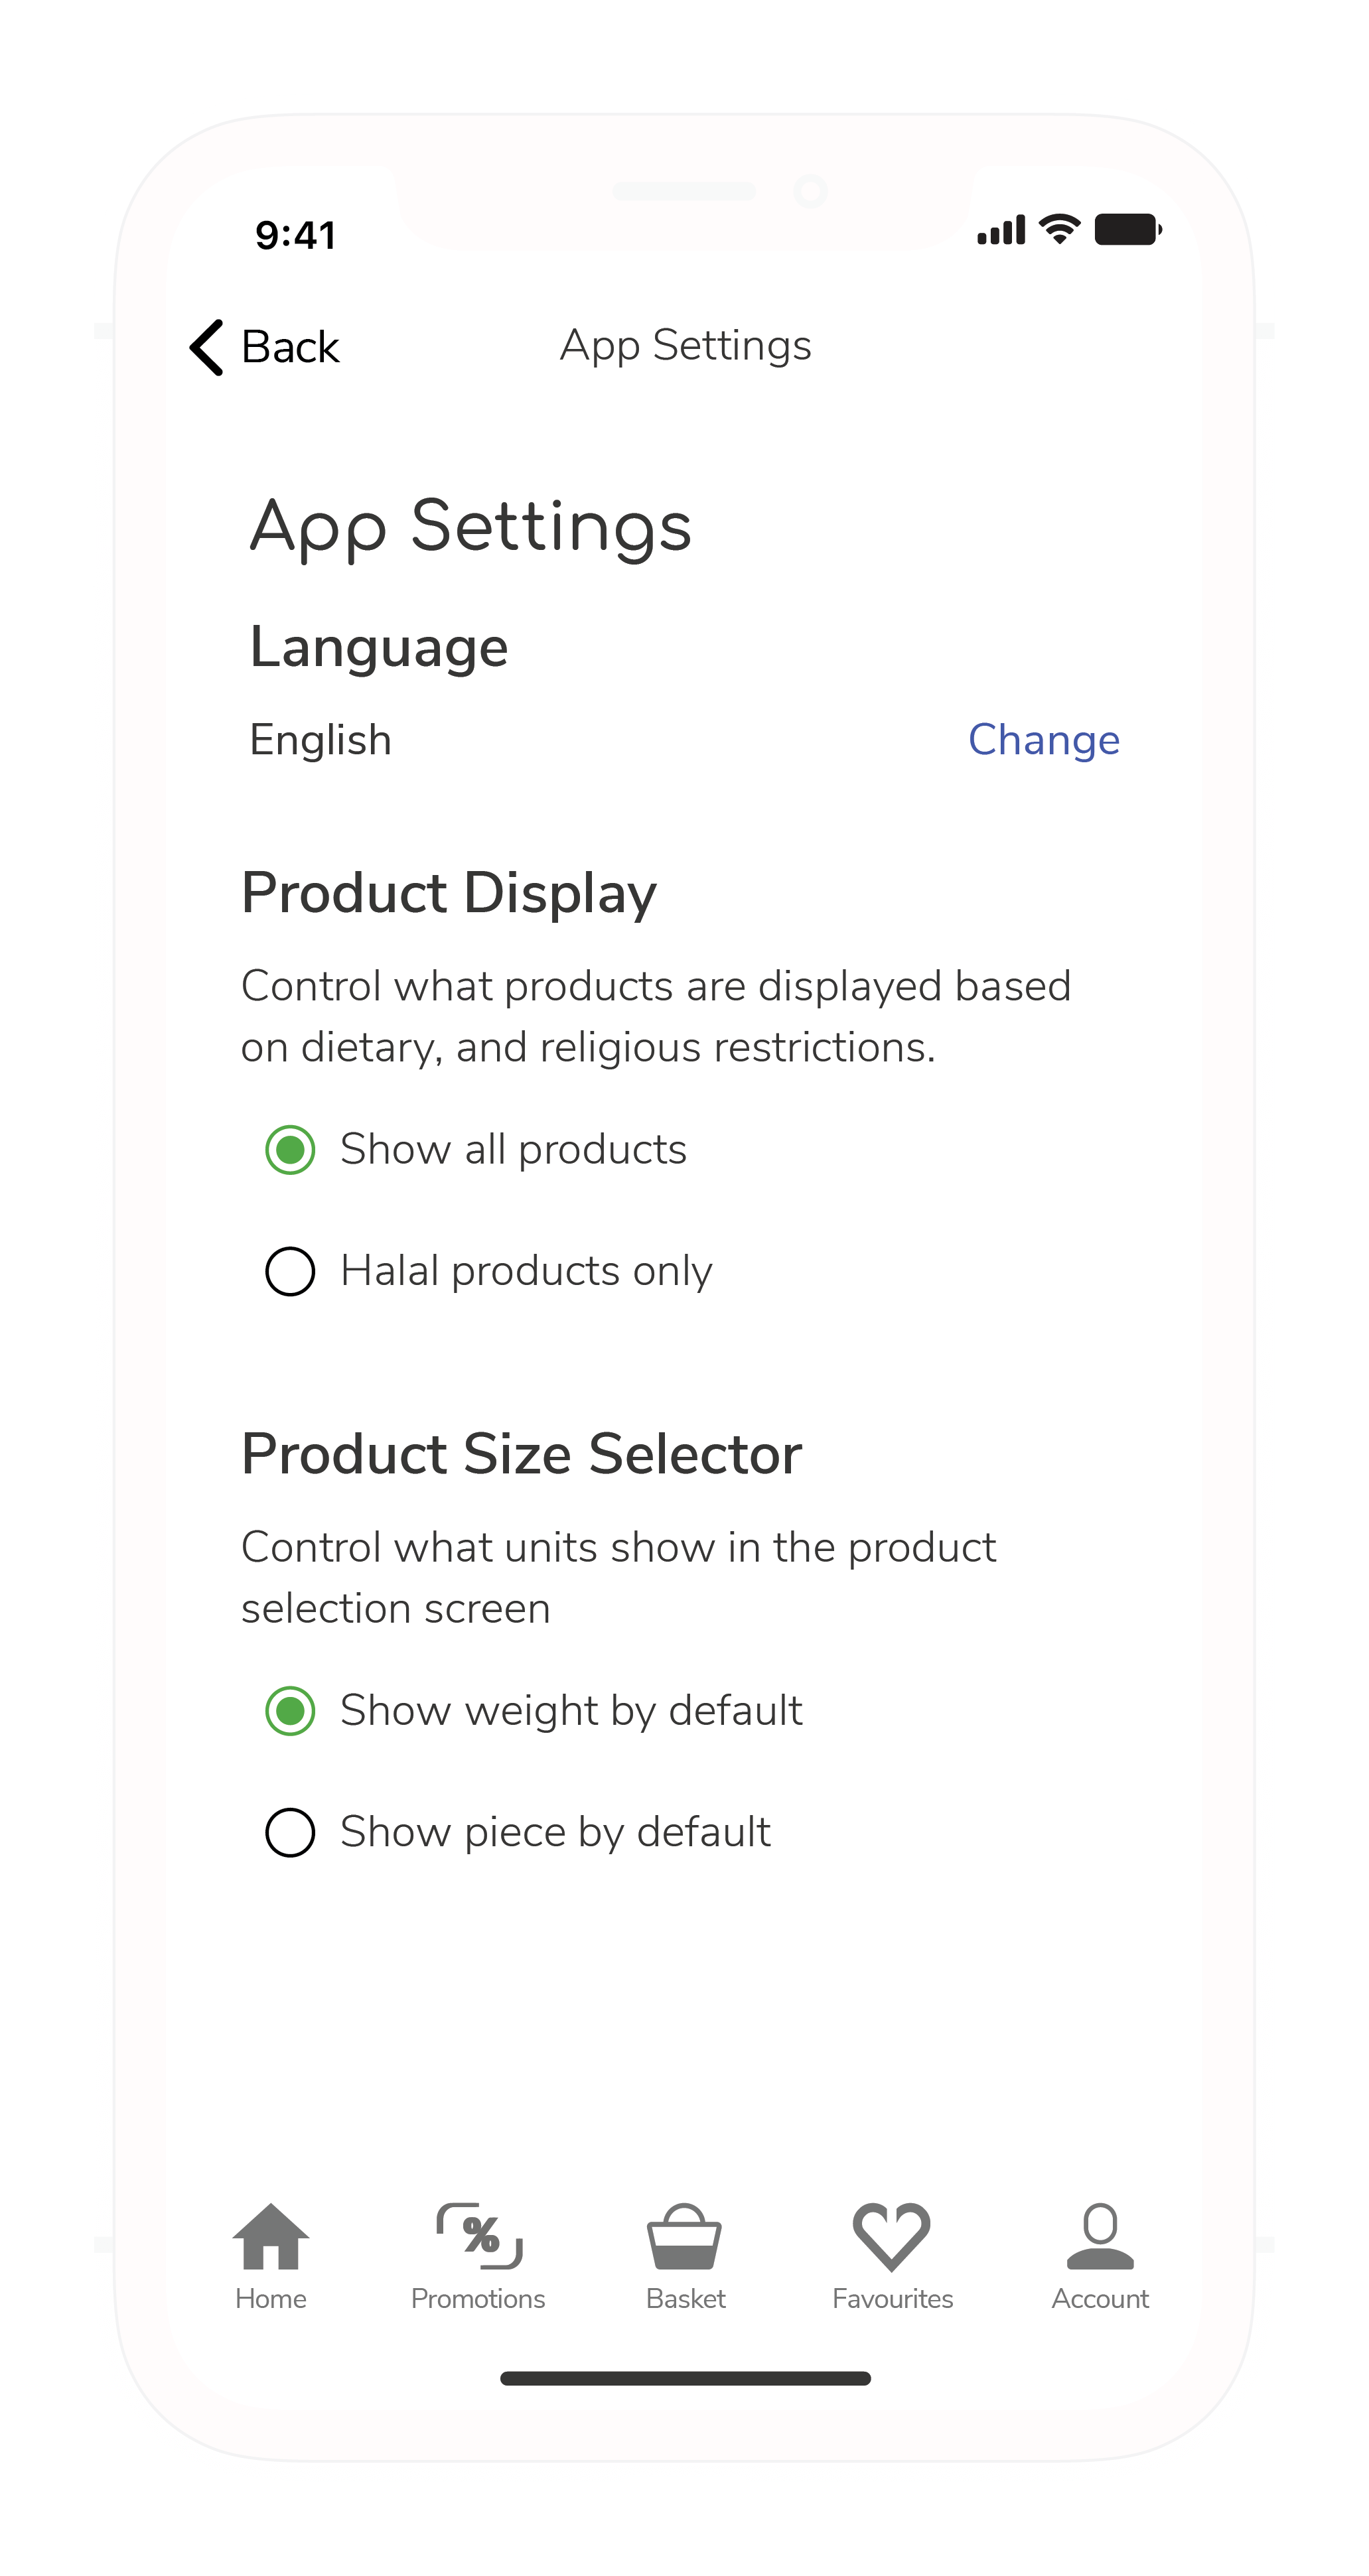 9:41
Back
App Settings
App Settings
Language
English
Change
Product Display
Control what products are displayed based
on dietary, and religious restrictions.
Show all products
Halal products only
Product Size Selector
Control what units show in the product
selection screen
Show weight by default
Show piece by default
%
Home
Promotions
Basket
Favourites
Account